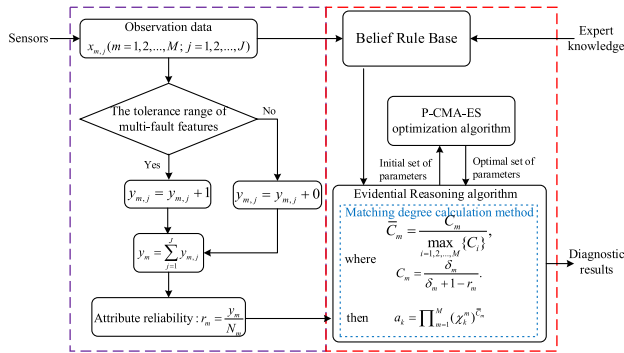 Sensors
Observation data
x_{m,j}(m=1,2,...,M; j=1,2,...,J)
Belief Rule Base
Expert
knowledge
The tolerance range of
multi-fault features
No
Yes
y_{m,j} = y_{m,j} + 1
y_{m,j} = y_{m,j} + 0
y_m = \sum_{j=1}^{J} y_{m,j}
Attribute reliability : r_m = \frac{y_m}{N_m}
P-CMA-ES
optimization algorithm
Initial set of
parameters
Optimal set of
parameters
Evidential Reasoning algorithm
Matching degree calculation method
\overline{C}_m = \frac{C_m}{\max_{i=1,2,...,M} \{C_i\}},
where
C_m = \frac{\delta_m}{\delta_m + 1 - r_m}.
then a_k = \prod_{m=1}^{M} (\chi_k^m)^{\overline{C}_m}
Diagnostic
results